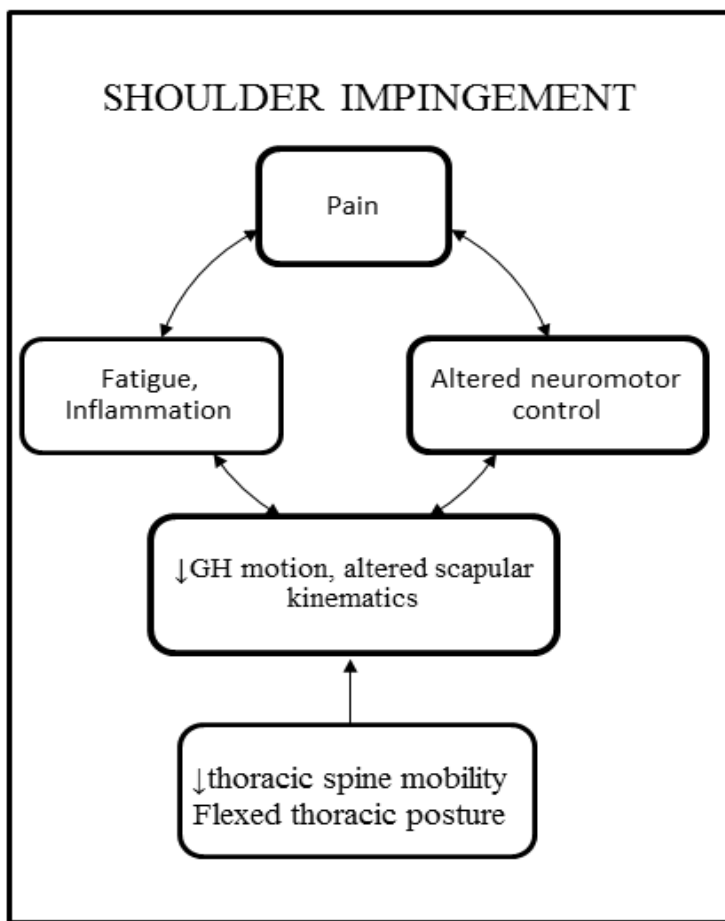 SHOULDER IMPINGEMENT
Pain
Fatigue,
Inflammation
Altered neuromotor
control
↓GH motion, altered scapular
kinematics
↓thoracic spine mobility
Flexed thoracic posture